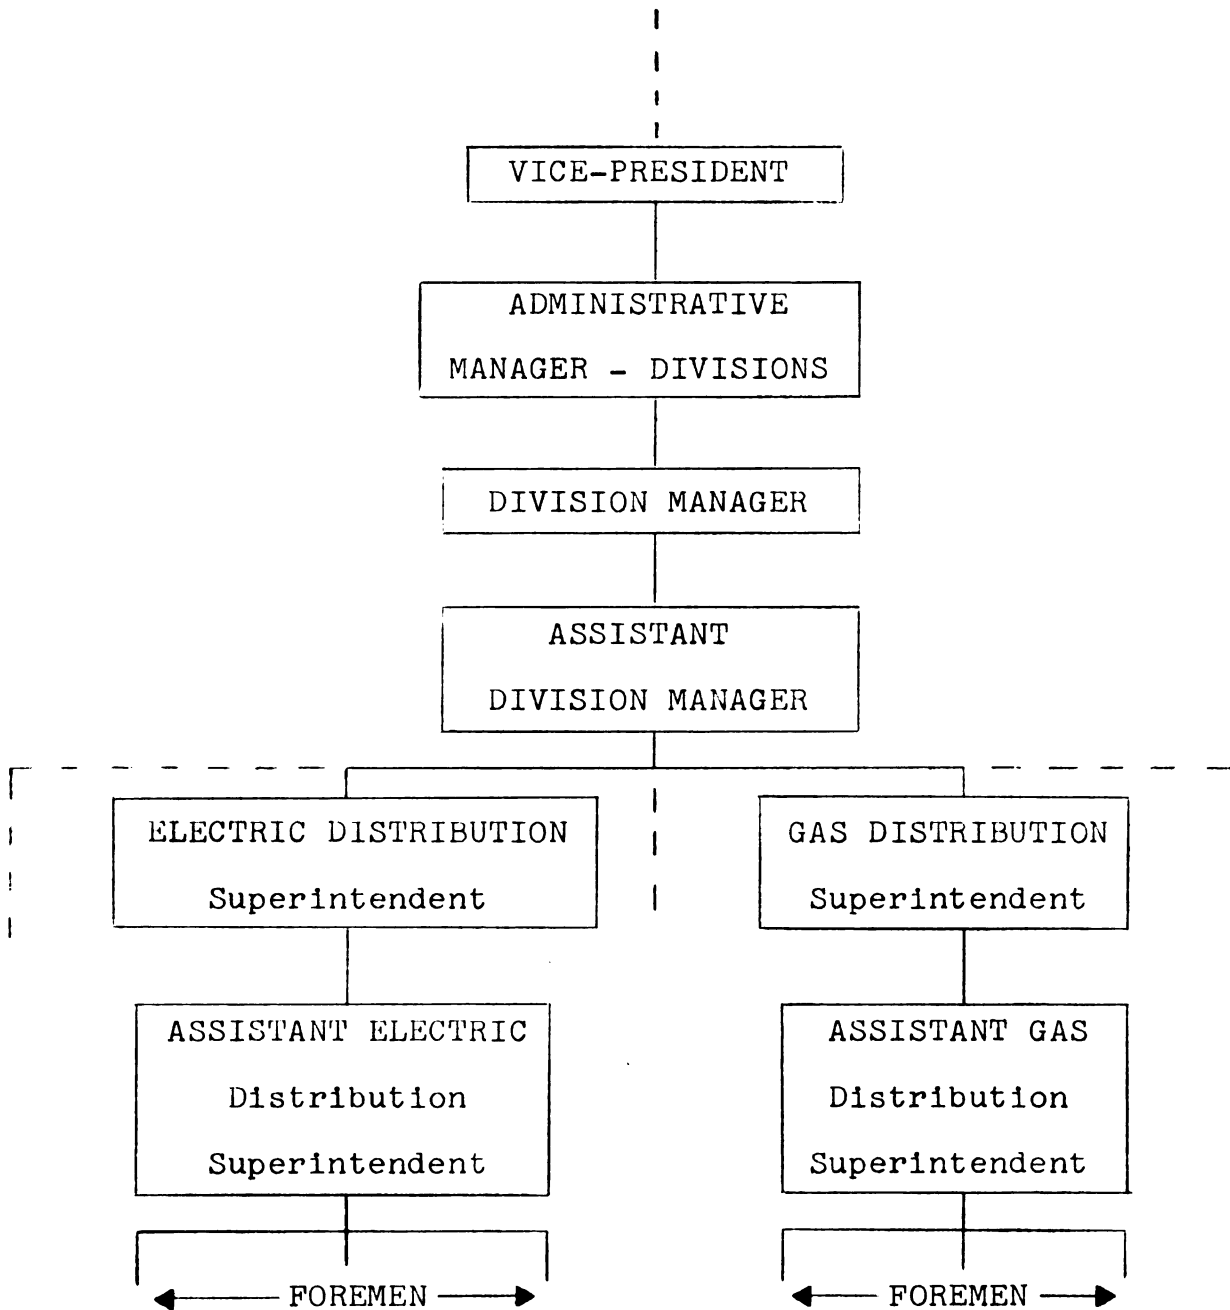 VICE-PRESIDENT
ADMINISTRATIVE
MANAGER - DIVISIONS
DIVISION MANAGER
ASSISTANT
DIVISION MANAGER
ELECTRIC DISTRIBUTION
Superintendent
GAS DISTRIBUTION
Superintendent
ASSISTANT ELECTRIC
Distribution
Superintendent
ASSISTANT GAS
Distribution
Superintendent
FOREMEN
FOREMEN